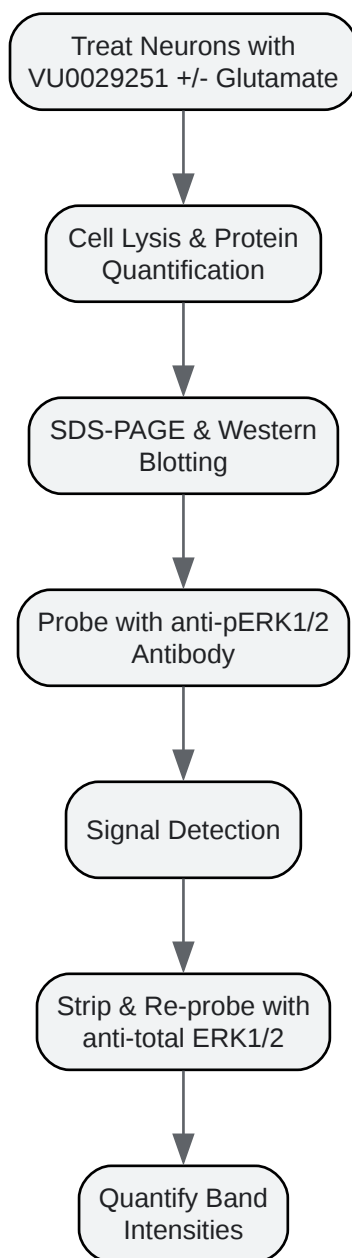 Treat Neurons with
VU0029251 +/- Glutamate
Cell Lysis & Protein
Quantification
SDS-PAGE & Western
Blotting
Probe with anti-pERK1/2
Antibody
Signal Detection
Strip & Re-probe with
anti-total ERK1/2
Quantify Band
Intensities